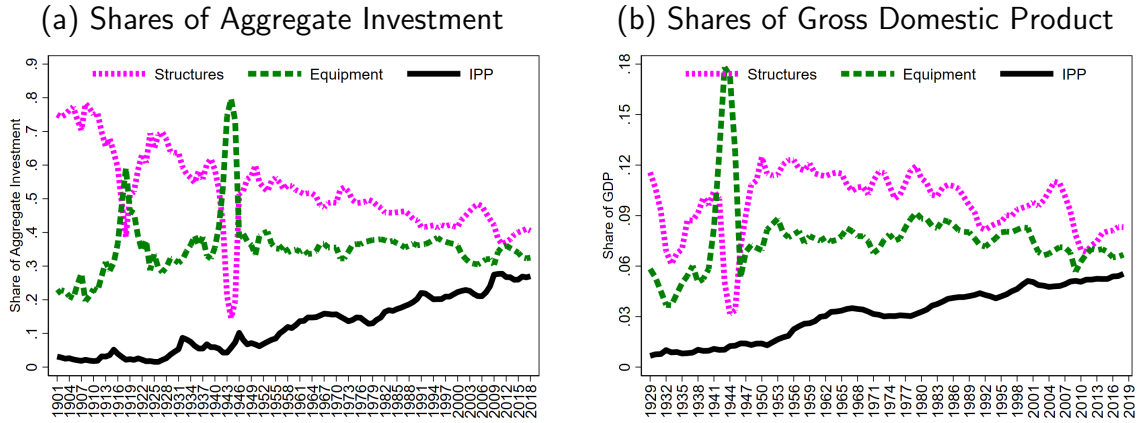 (a) Shares of Aggregate Investment
Structures Equipment IPP
Share of Aggregate Investment
.9
.8
.7
.6
.5
.4
.3
.2
.1
0
1901 1904 1907 1910 1913 1916 1919 1922 1925 1928 1931 1934 1937 1940 1943 1946 1949 1952 1955 1958 1961 1964 1967 1970 1973 1976 1979 1982 1985 1988 1991 1994 1997 2000 2003 2006 2009 2012 2015 2018
(b) Shares of Gross Domestic Product
Structures Equipment IPP
Share of GDP
.18
.15
.12
.09
.06
.03
0
1929 1932 1935 1938 1941 1944 1947 1950 1953 1956 1959 1962 1965 1968 1971 1974 1977 1980 1983 1986 1989 1992 1995 1998 2001 2004 2007 2010 2013 2016 2019